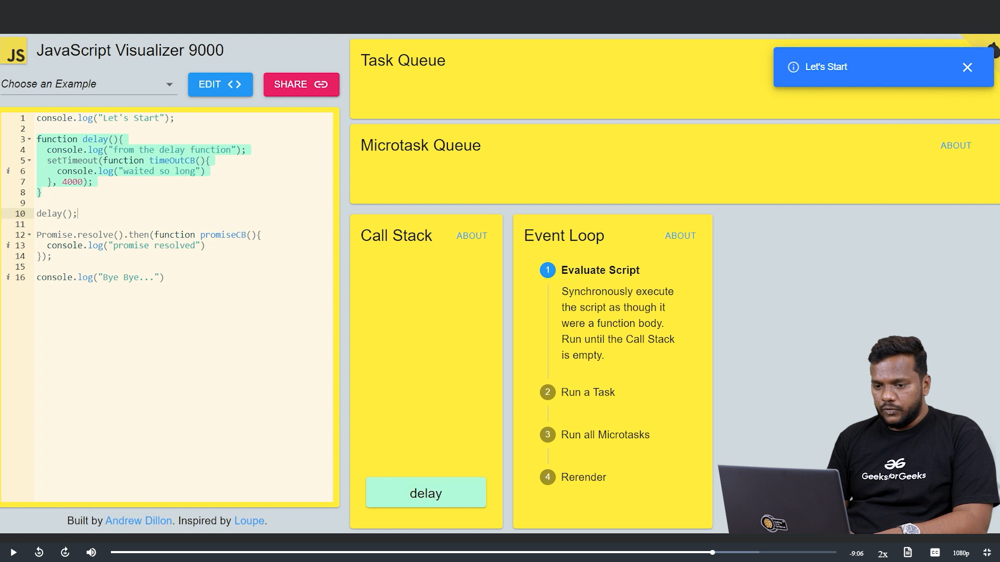 JS
JavaScript Visualizer 9000
Choose an Example
EDIT <>
SHARE
1 console.log("Let's Start");
2
3 function delay(){
4 console.log("from the delay function");
5 setTimeout(function timeOutCB(){
i 6 console.log("waited so long")
7 }, 4000);
8 }
9
10 delay();
11
12 Promise.resolve().then(function promiseCB(){
i 13 console.log("promise resolved")
14 });
15
i 16 console.log("Bye Bye...")
Built by Andrew Dillon. Inspired by Loupe.
Task Queue
Let's Start
Microtask Queue
ABOUT
Call Stack
ABOUT
delay
Event Loop
ABOUT
1 Evaluate Script
Synchronously execute
the script as though it
were a function body.
Run until the Call Stack
is empty.
2 Run a Task
3 Run all Microtasks
4 Rerender
GeeksforGeeks
-9:06
2x
CC
1080p